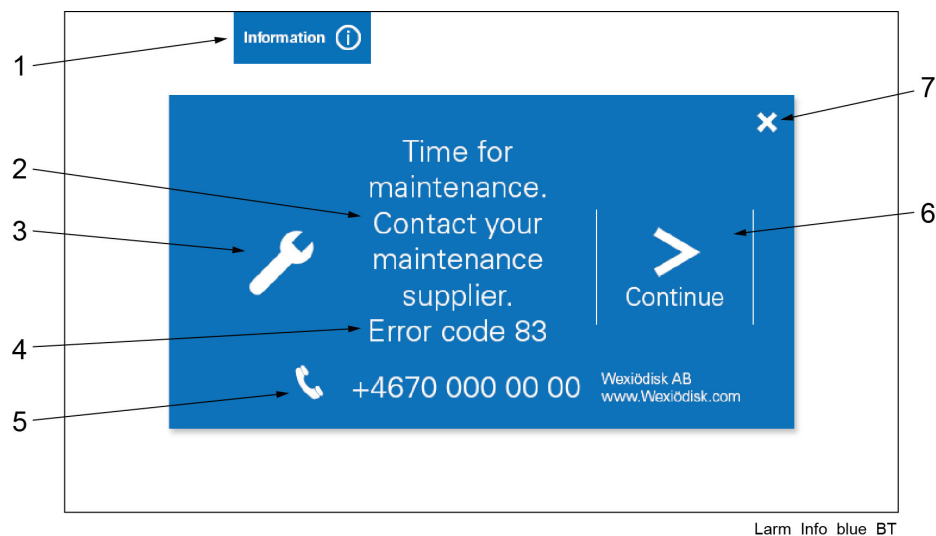 Information
1
7
2
Time for
maintenance.
3
Contact your
6
maintenance
supplier.
Continue
4
Error code 83
5
+4670 000 00 00
Wexiödisk AB
www.Wexiödisk.com
Larm Info blue BT